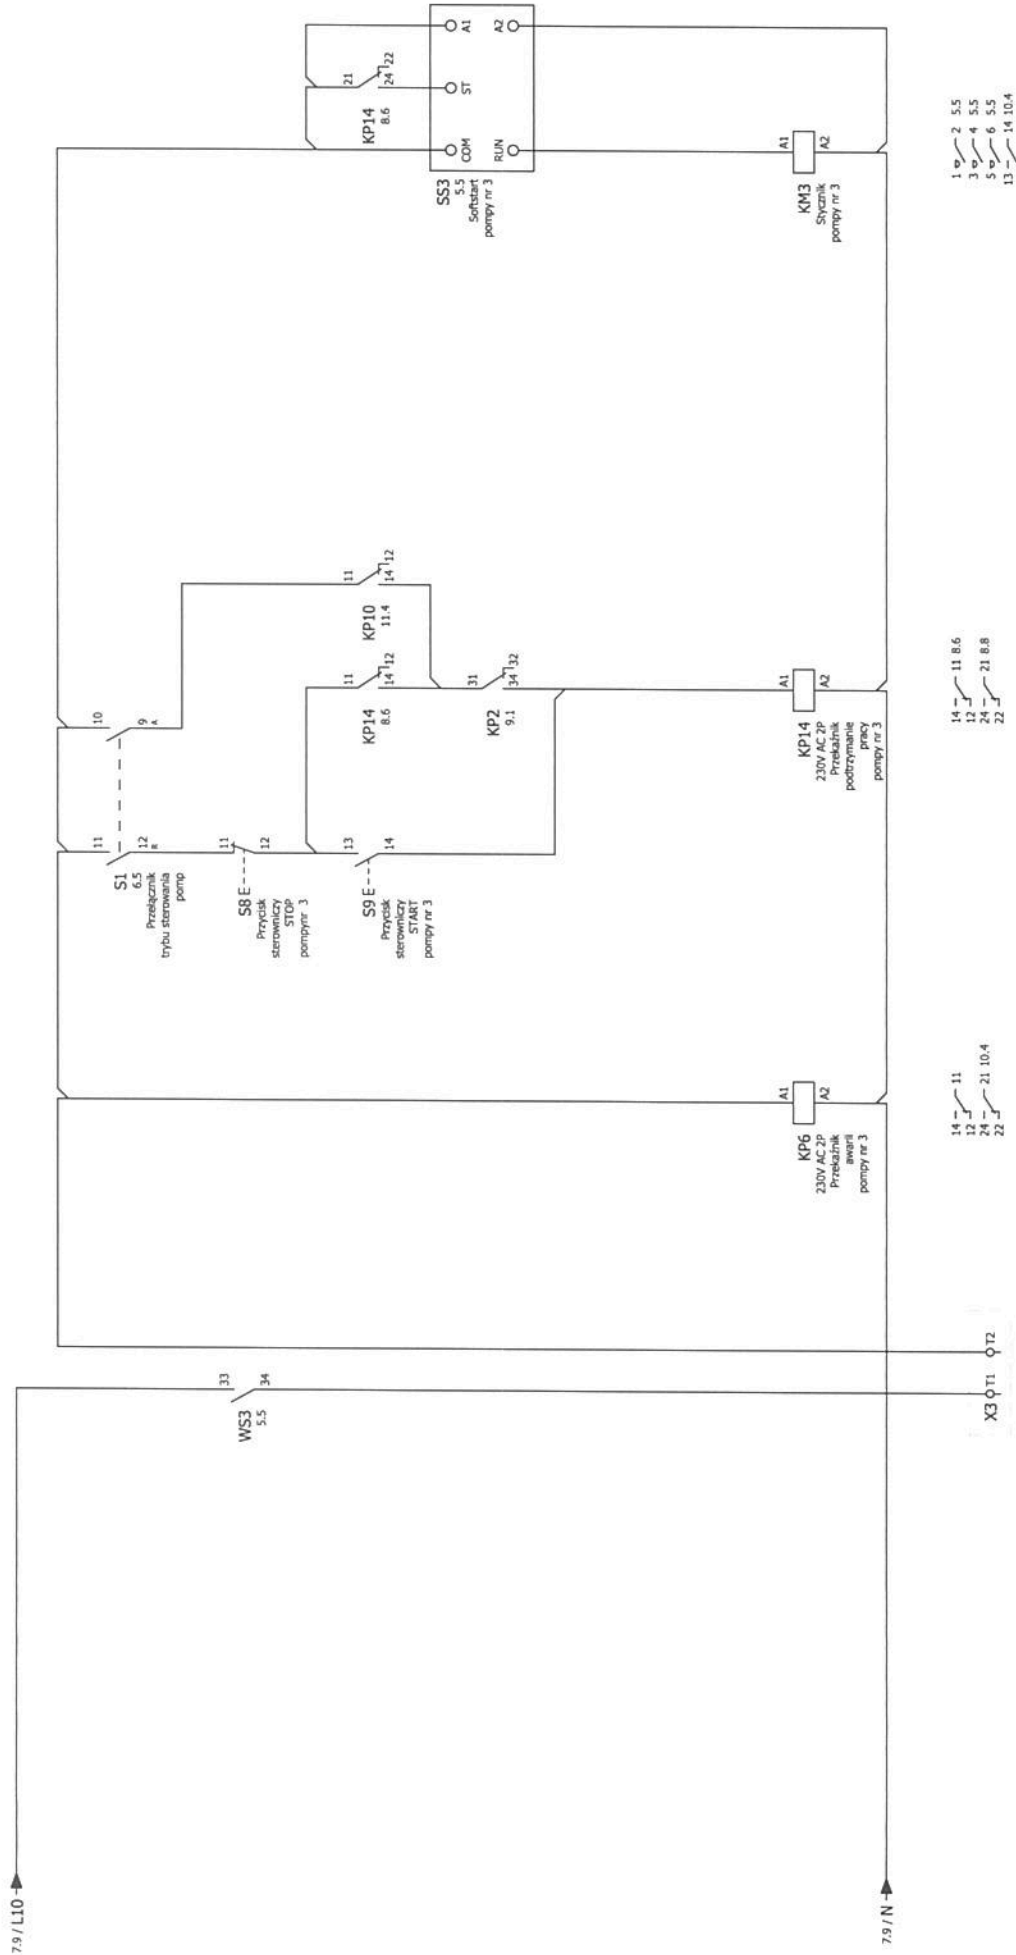 7.9 / L10
7.9 / N
WS3
5.5
33
34
X3
T1
T2
KP6
230V AC 2P
Przekaźnik
awarii
pompy nr 3
A1
A2
14
11
12
24
21 10.4
22
S1
6.5
Przełącznik
trybu sterowania
pomp
11
12
R
10
9
A
S8 E
Przycisk
sterowniczy
STOP
pompynr 3
11
12
S9 E
Przycisk
sterowniczy
START
pompy nr 3
13
14
KP14
8.6
11
14
12
KP10
11.4
11
14
12
KP2
9.1
31
34
32
KP14
230V AC 2P
Przekaźnik
podtrzymanie
pracy
pompy nr 3
A1
A2
14
11 8.6
12
24
21 8.8
22
KP14
8.6
21
24
22
SS3
5.5
Softstart
pompy nr 3
COM
ST
A1
RUN
A2
KM3
Stycznik
pompy nr 3
A1
A2
1 2 5.5
3 4 5.5
5 6 5.5
13 14 10.4